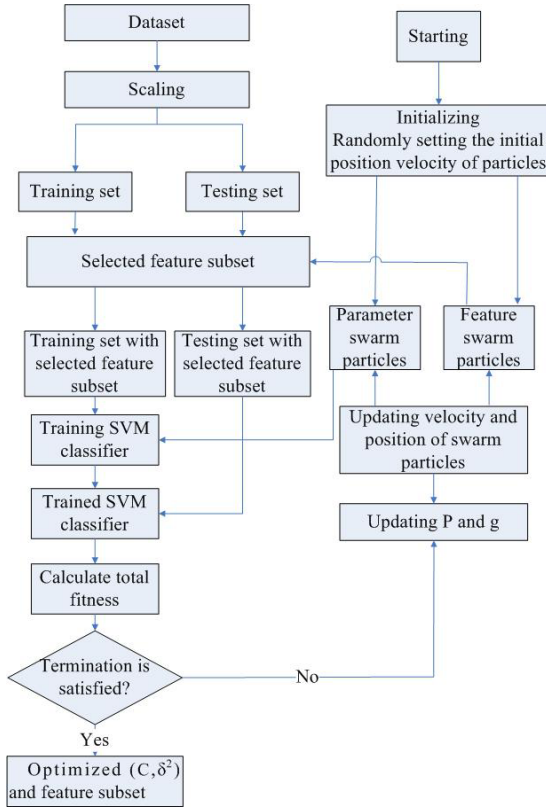 Dataset
Starting
Scaling
Initializing
Randomly setting the initial
position velocity of particles
Training set
Testing set
Selected feature subset
Training set with
selected feature
subset
Testing set with
selected feature
subset
Parameter
swarm
particles
Feature
swarm
particles
Training SVM
classifier
Updating velocity and
position of swarm
particles
Trained SVM
classifier
Updating P and g
Calculate total
fitness
Termination is
satisfied?
No
Yes
Optimized (C,δ²)
and feature subset